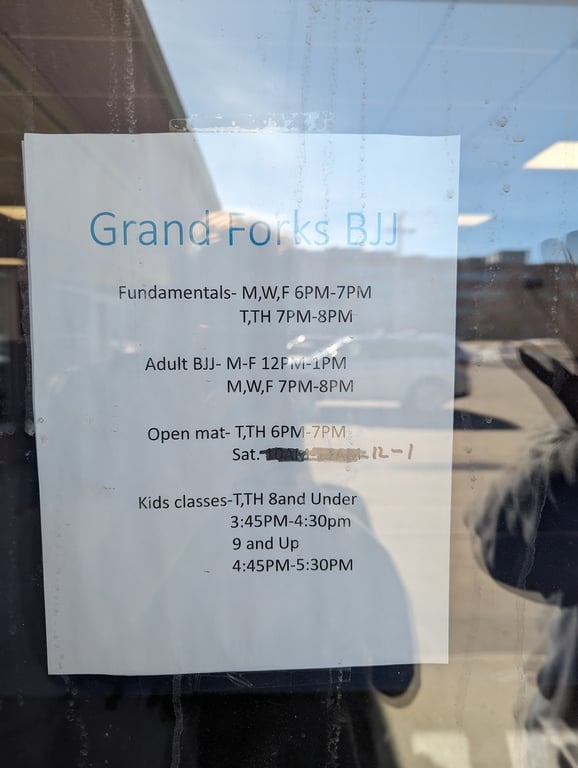 Grand Forks BJJ
Fundamentals- M,W,F 6PM-7PM
T,TH 7PM-8PM
Adult BJJ- M-F 12PM-1PM
M,W,F 7PM-8PM
Open mat- T,TH 6PM-7PM
Sat. 12-1
Kids classes-T,TH 8and Under
3:45PM-4:30pm
9 and Up
4:45PM-5:30PM